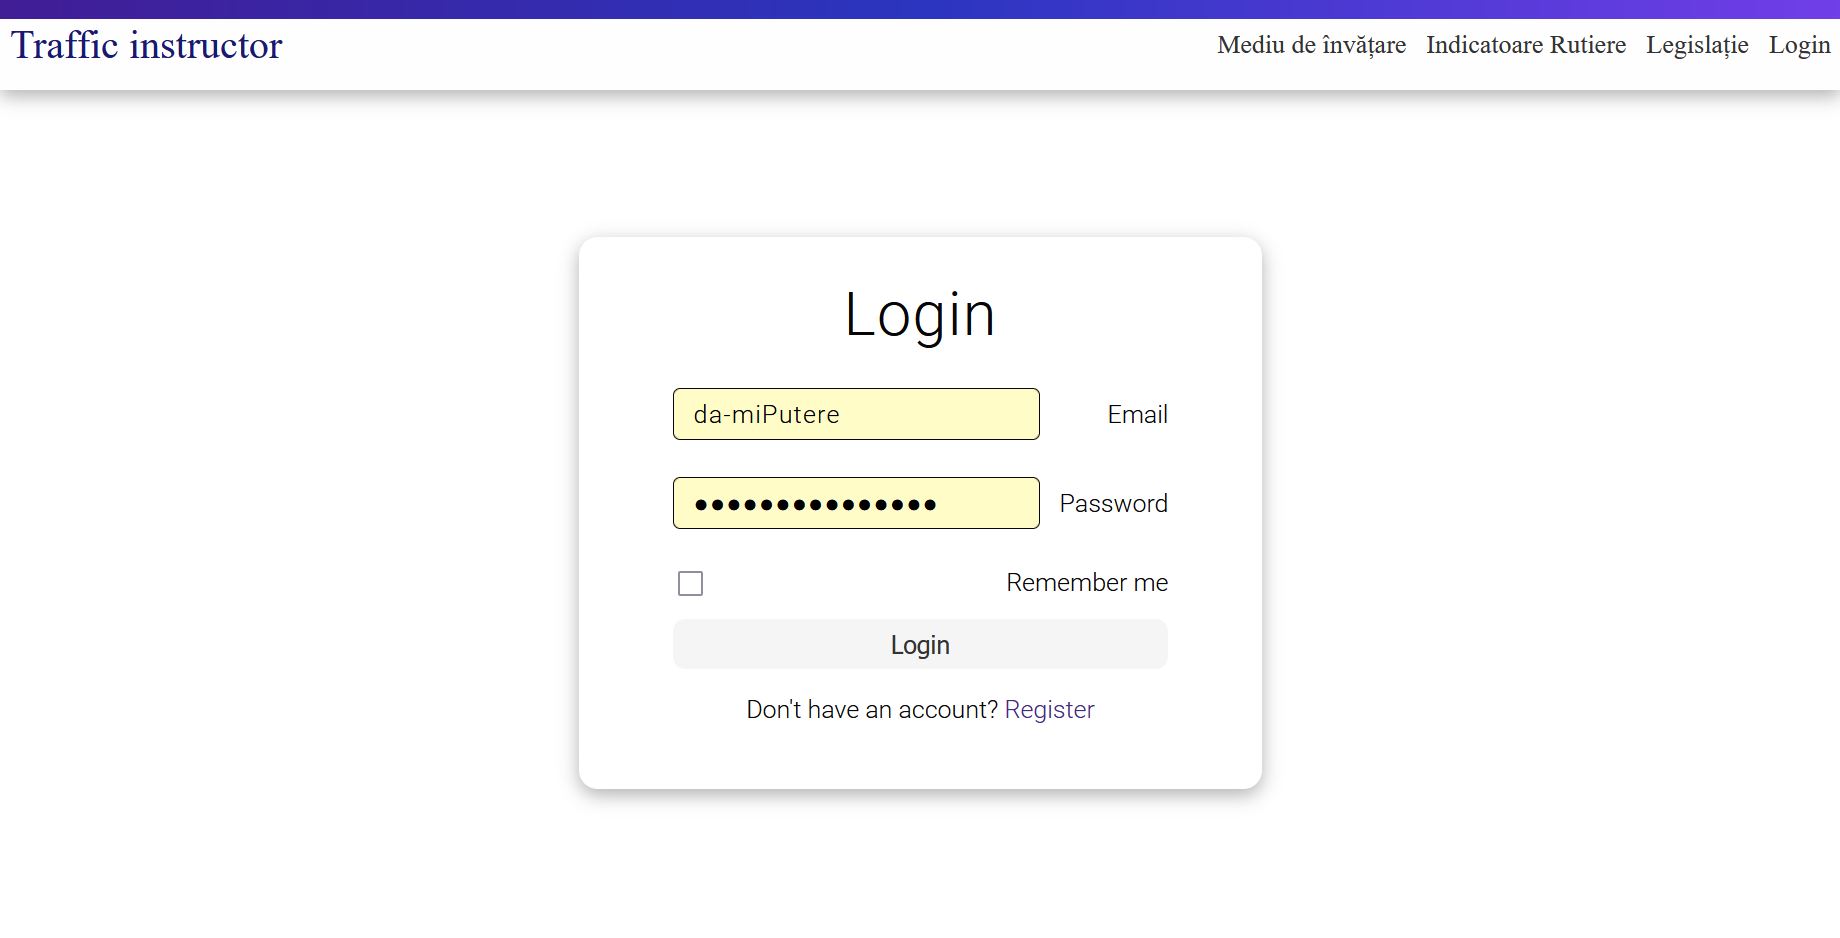 Traffic instructor
Mediu de învățare Indicatoare Rutiere Legislație Login
Login
da-miPutere Email
●●●●●●●●●●●●●●● Password
Remember me
Login
Don't have an account? Register